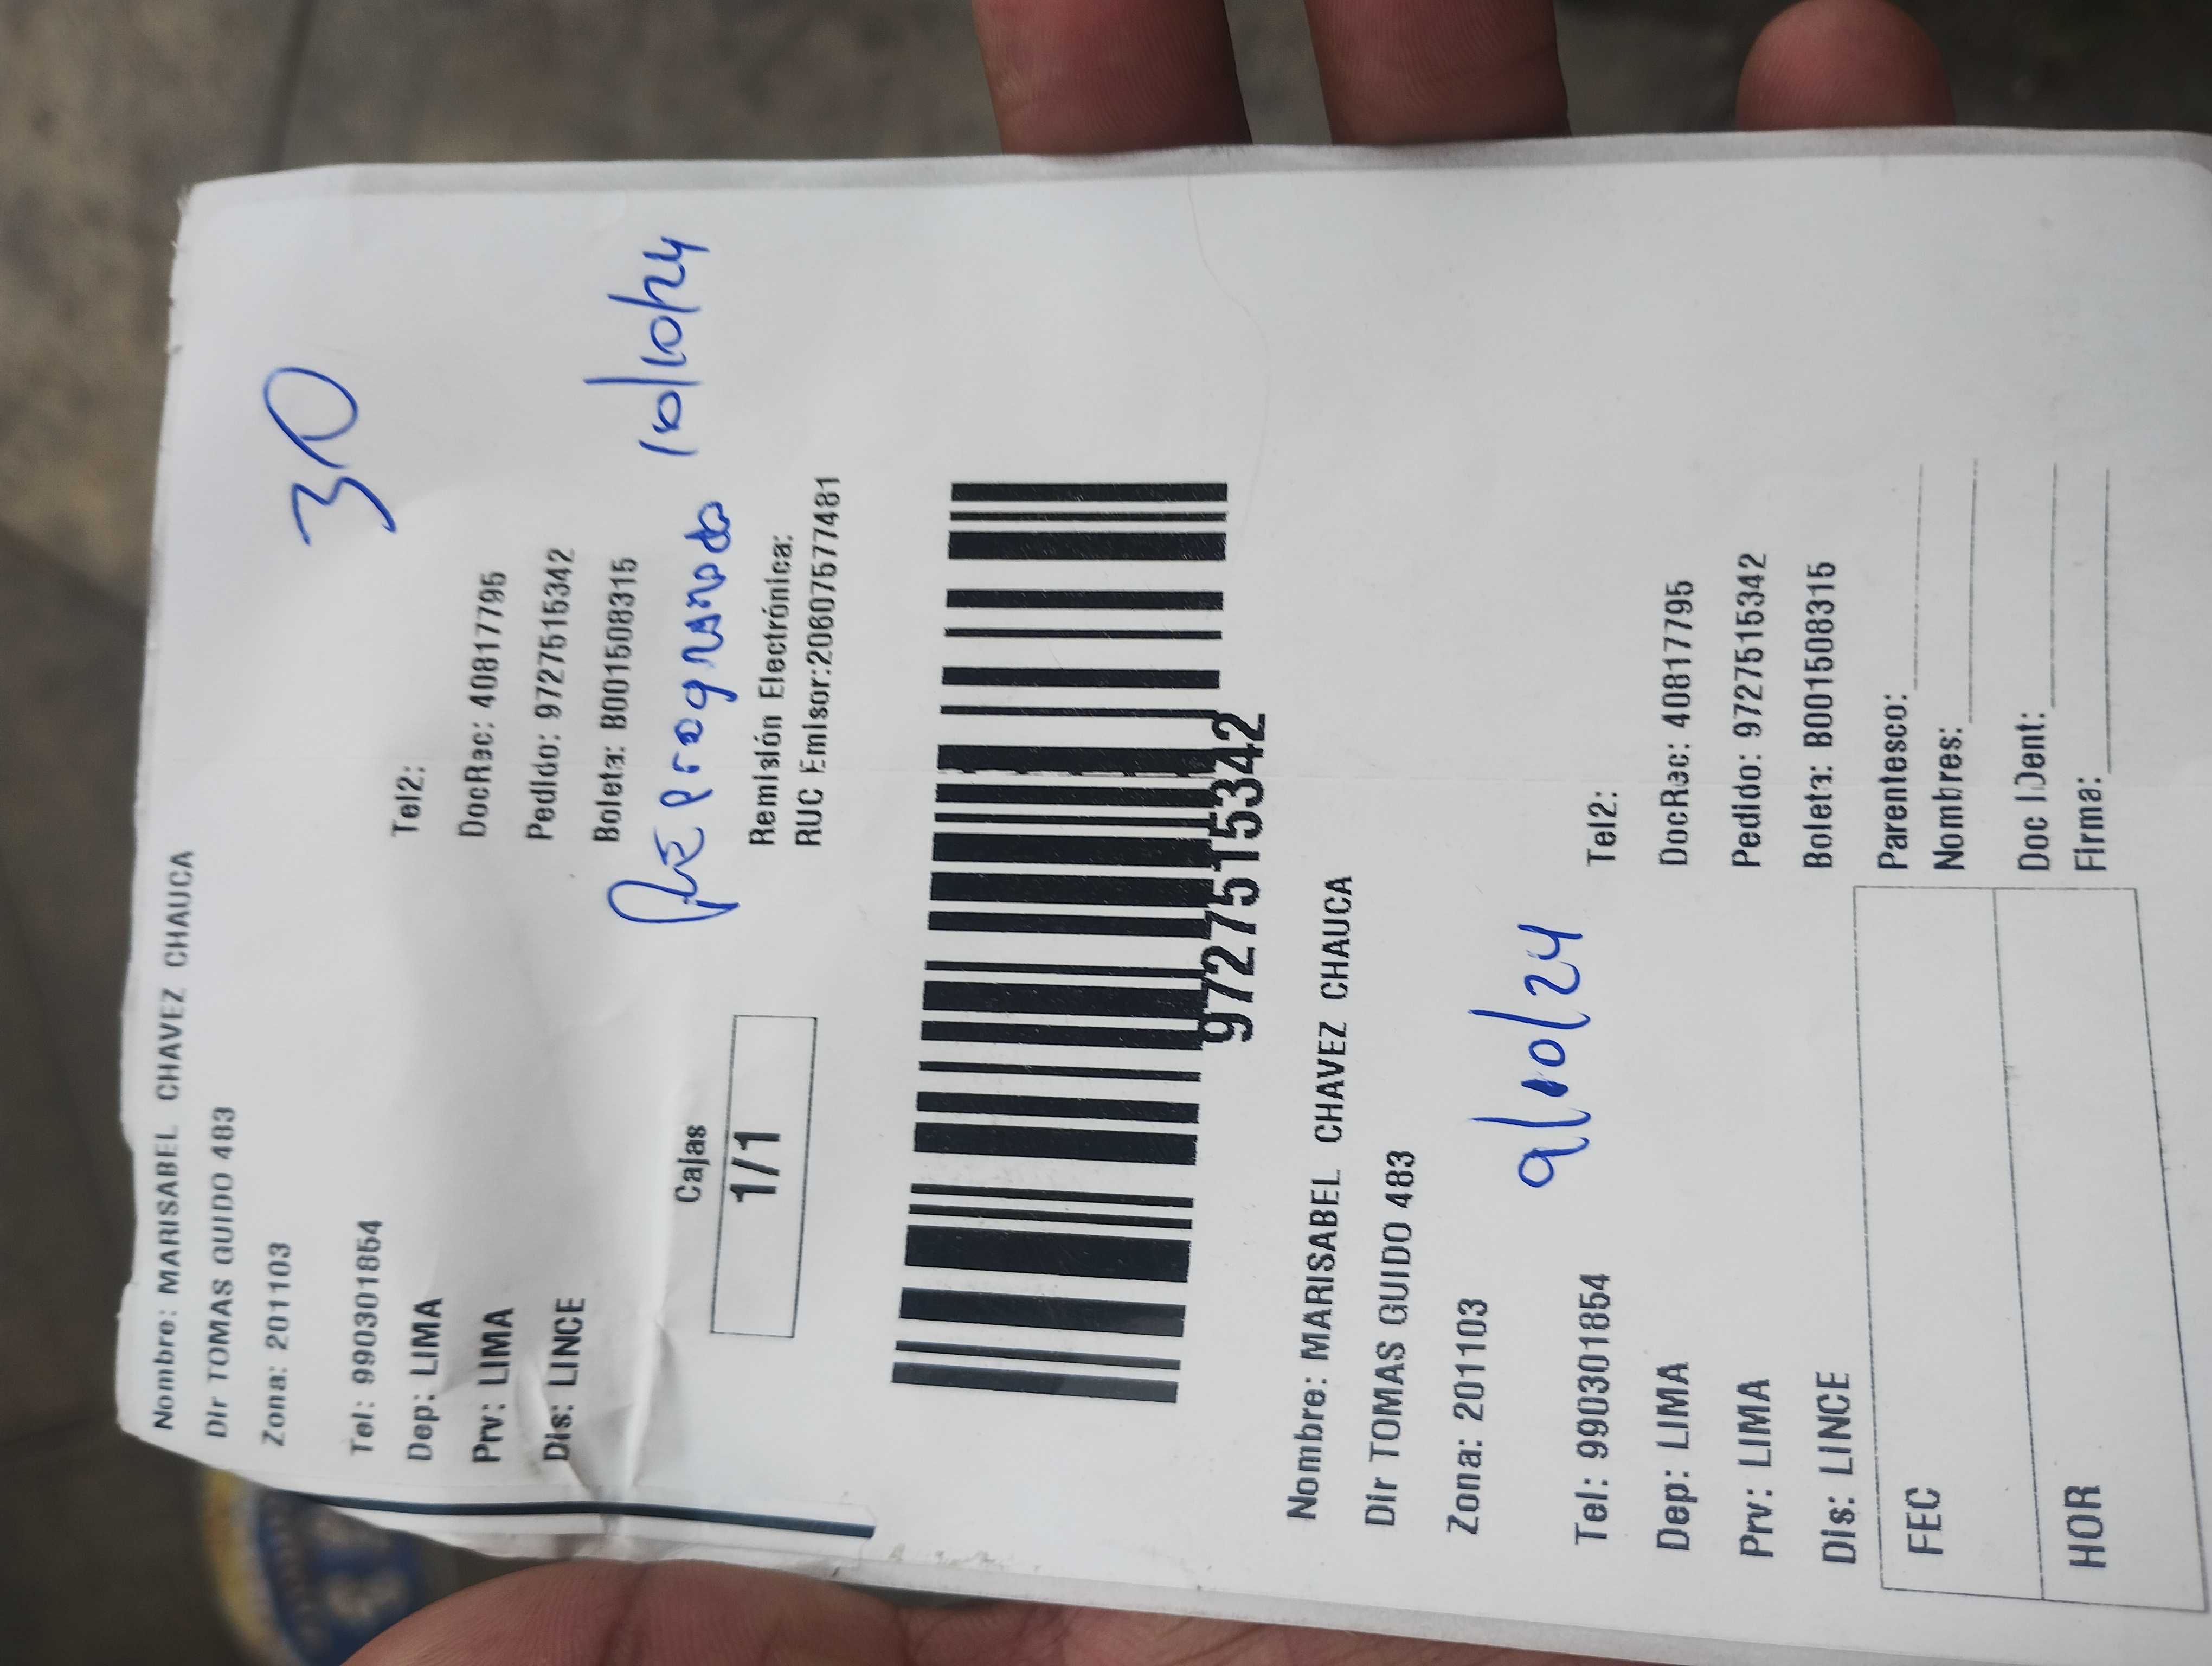 Nombre: MARISABEL CHAVEZ CHAUCA
Dir TOMAS GUIDO 483
Zona: 201103
30
Tel: 990301854
Tel2:
Dep: LIMA
DocRec: 40817795
Prv: LIMA
Pedido: 9727515342
Dis: LINCE
Boleta: B001508315
Reprogramado 10/10/24
Cajas
1/1
Remisión Electrónica:
RUC Emisor:20607577481
9727515342
Nombre: MARISABEL CHAVEZ CHAUCA
Dir TOMAS GUIDO 483
Zona: 201103
9/10/24
Tel: 990301854
Tel2:
Dep: LIMA
DocRec: 40817795
Prv: LIMA
Pedido: 9727515342
Dis: LINCE
Boleta: B001508315
FEC
Parentesco:
Nombres:
HOR
Doc IDent:
Firma: